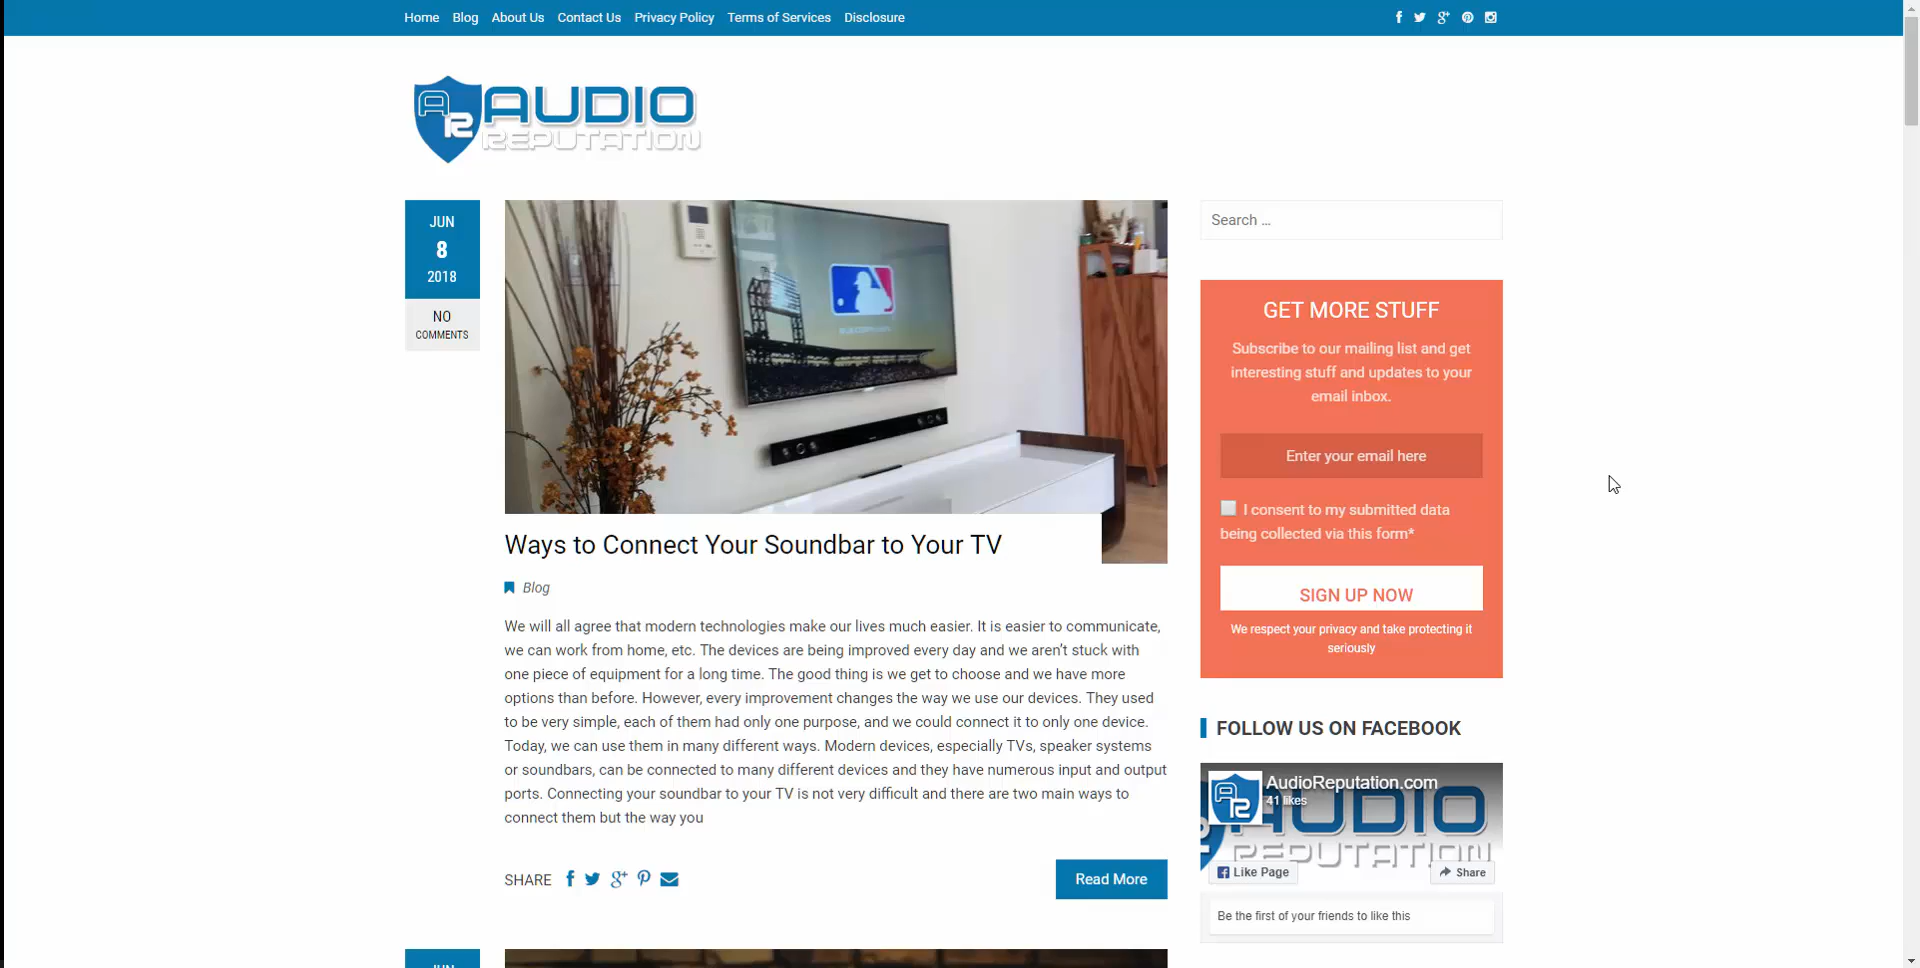 Home Blog About Us Contact Us Privacy Policy Terms of Services Disclosure
AUDIO
REPUTATION
JUN
8
2018
NO
COMMENTS
Ways to Connect Your Soundbar to Your TV
Blog
We will all agree that modern technologies make our lives much easier. It is easier to communicate,
we can work from home, etc. The devices are being improved every day and we aren’t stuck with
one piece of equipment for a long time. The good thing is we get to choose and we have more
options than before. However, every improvement changes the way we use our devices. They used
to be very simple, each of them had only one purpose, and we could connect it to only one device.
Today, we can use them in many different ways. Modern devices, especially TVs, speaker systems
or soundbars, can be connected to many different devices and they have numerous input and output
ports. Connecting your soundbar to your TV is not very difficult and there are two main ways to
connect them but the way you
SHARE
Read More
JUN
Search ...
GET MORE STUFF
Subscribe to our mailing list and get
interesting stuff and updates to your
email inbox.
Enter your email here
I consent to my submitted data
being collected via this form*
SIGN UP NOW
We respect your privacy and take protecting it
seriously
FOLLOW US ON FACEBOOK
AudioReputation.com
41 likes
AUDIO
REPUTATION
Like Page
Share
Be the first of your friends to like this